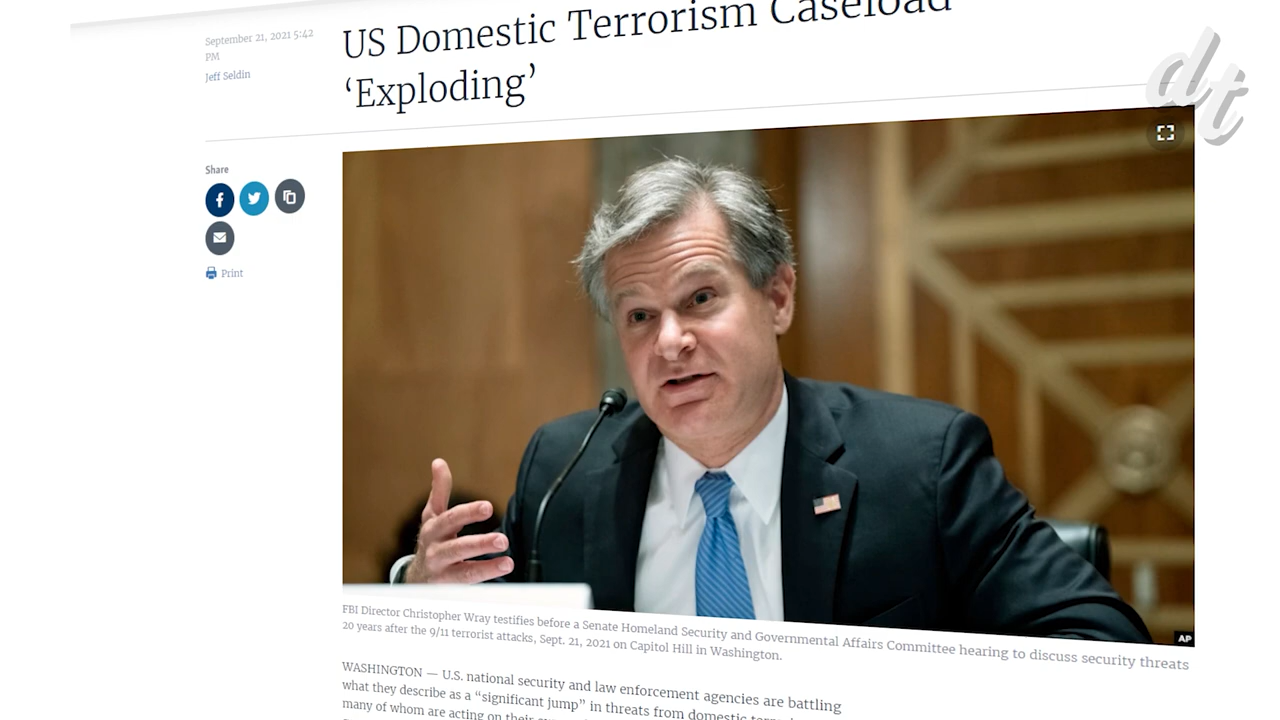 September 21, 2021 5:42
PM
Jeff Seldin
US Domestic Terrorism Caseload
‘Exploding’
dt
Share
Print
AP
FBI Director Christopher Wray testifies before a Senate Homeland Security and Governmental Affairs Committee hearing to discuss security threats
20 years after the 9/11 terrorist attacks, Sept. 21, 2021 on Capitol Hill in Washington.
WASHINGTON — U.S. national security and law enforcement agencies are battling
what they describe as a “significant jump” in threats from domestic
many of whom are acting on their